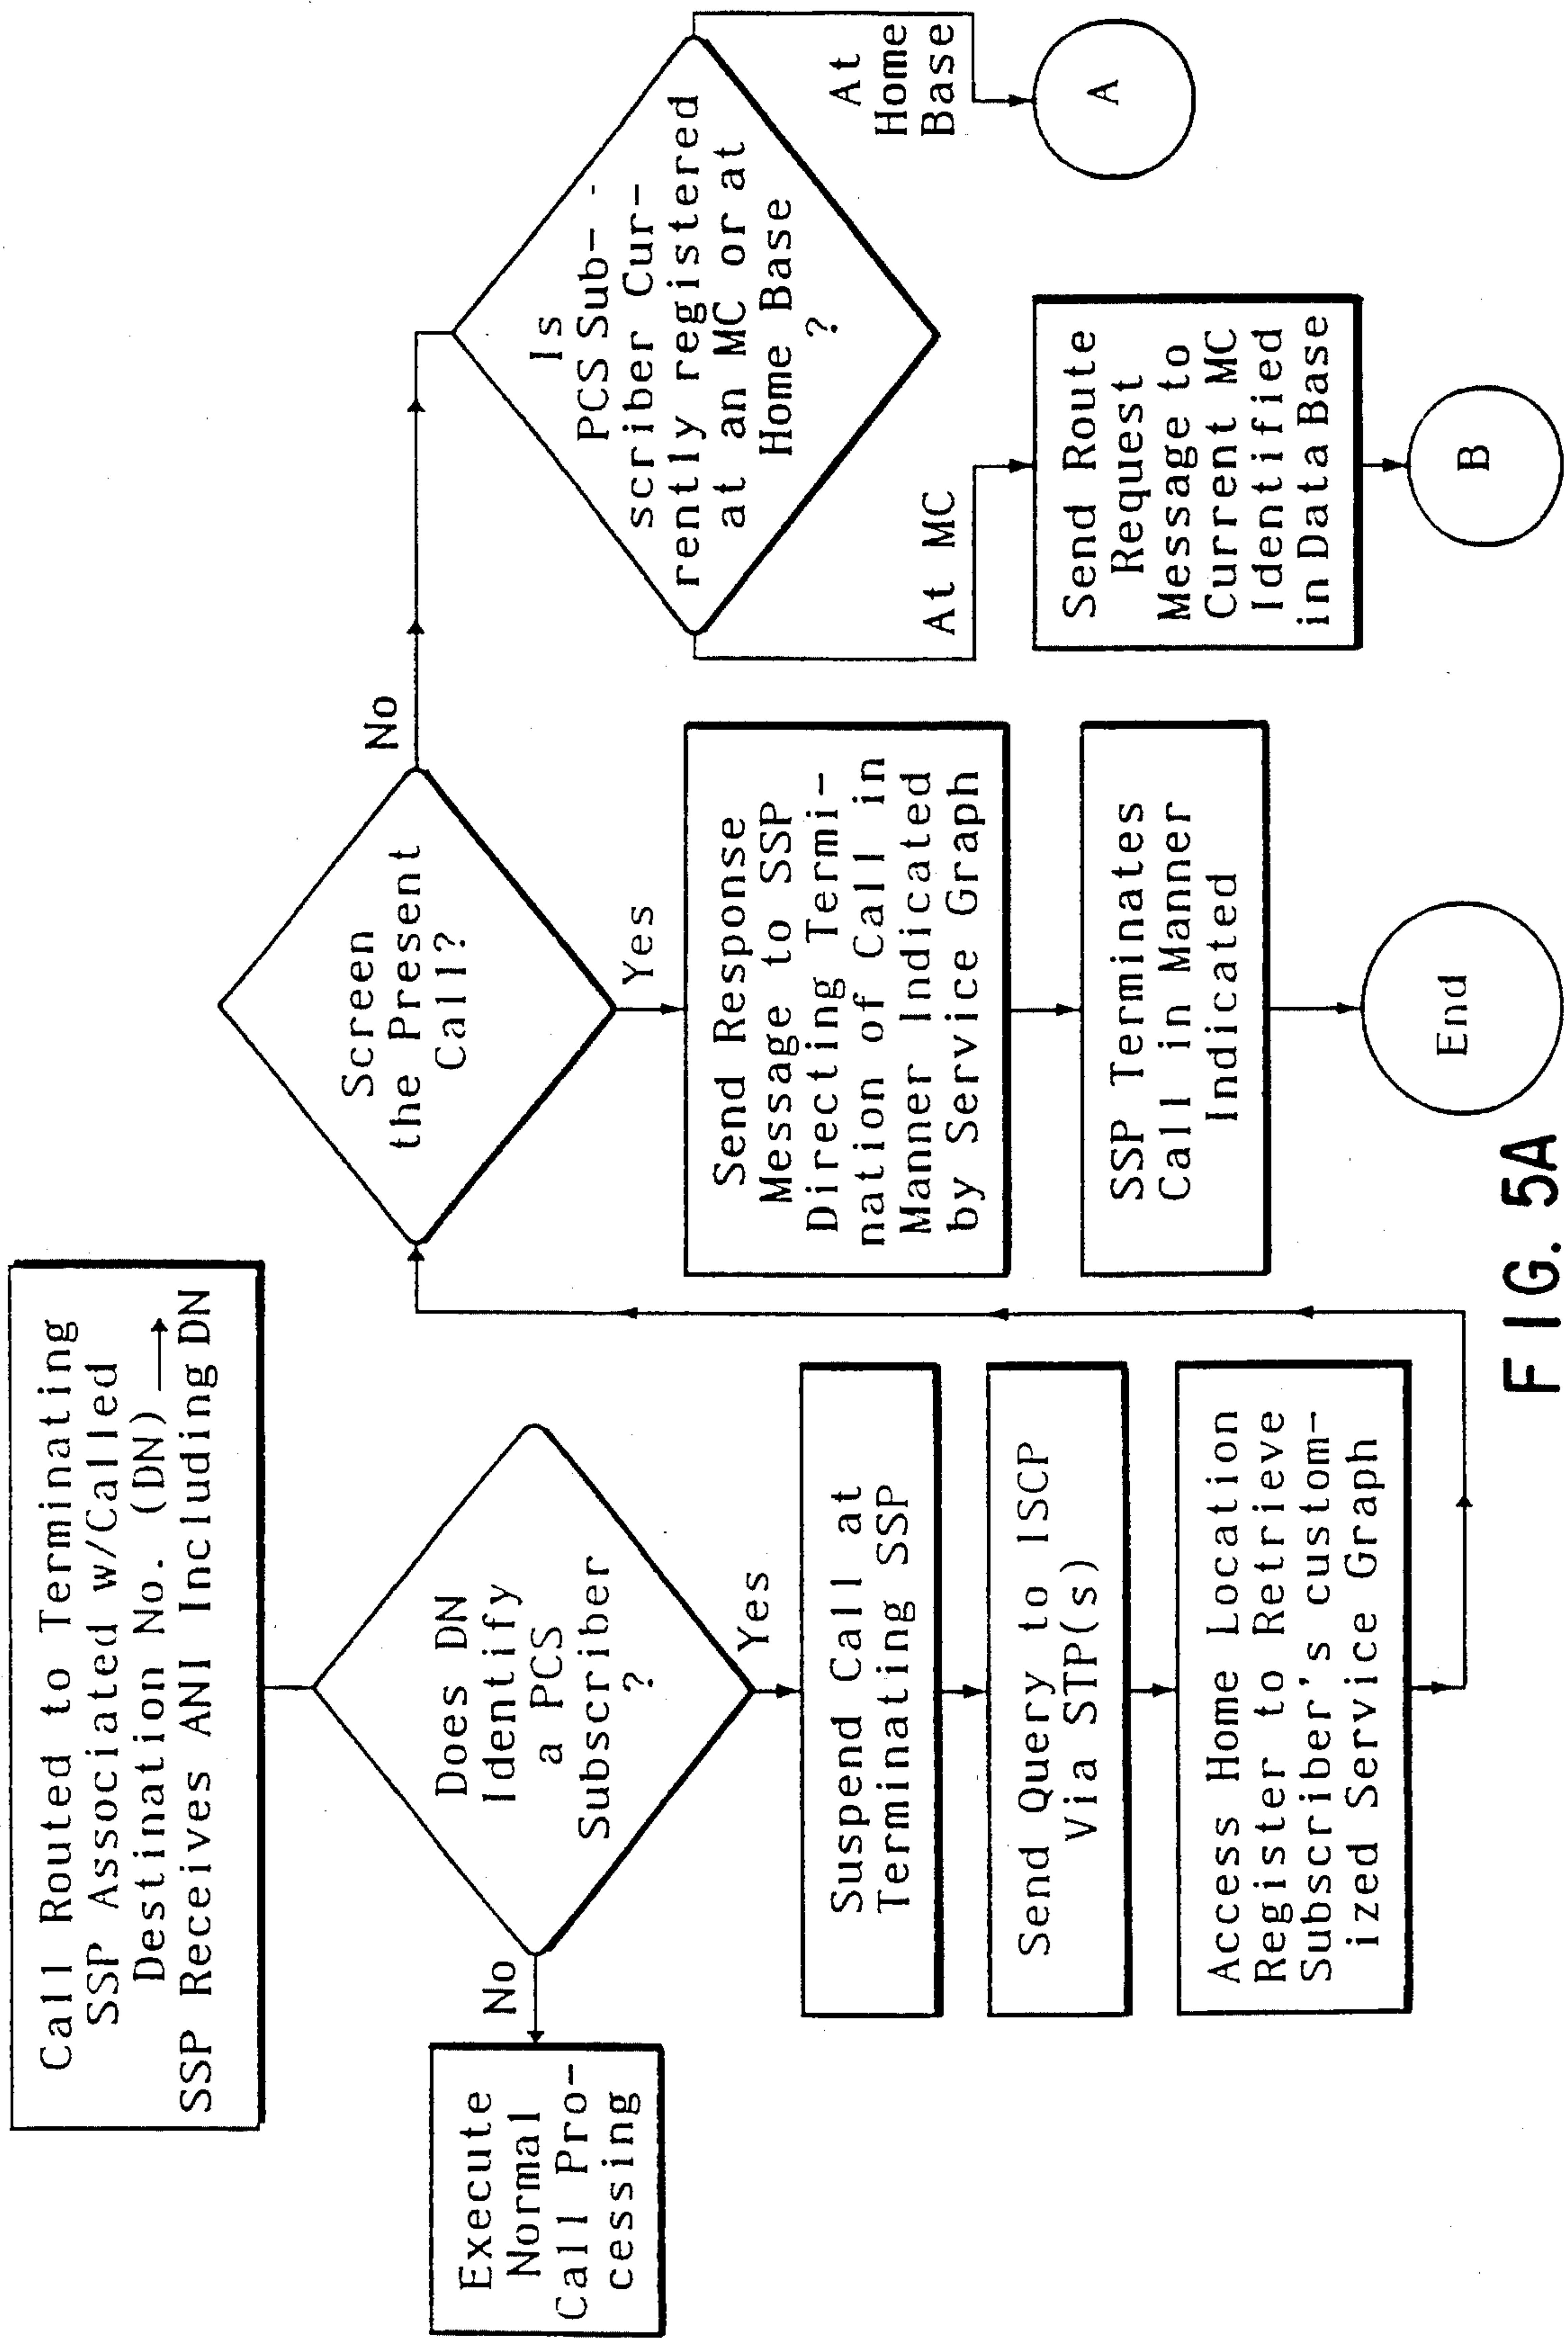 Call Routed to Terminating
SSP Associated w/Called
Destination No. (DN) →
SSP Receives ANI Including DN
Does DN
Identify
a PCS
Subscriber
?
No
Execute
Normal
Call Pro-
cessing
Yes
Suspend Call at
Terminating SSP
Send Query to ISCP
Via STP(s)
Access Home Location
Register to Retrieve
Subscriber's custom-
ized Service Graph
Screen
the Present
Call?
No
Yes
Send Response
Message to SSP
Directing Termi-
nation of Call in
Manner Indicated
by Service Graph
SSP Terminates
Call in Manner
Indicated
End
Is
PCS Sub-
scriber Cur-
rently registered
at an MC or at
Home Base
?
At MC
Send Route
Request
Message to
Current MC
Identified
in Data Base
B
At
Home
Base
A
FIG. 5A